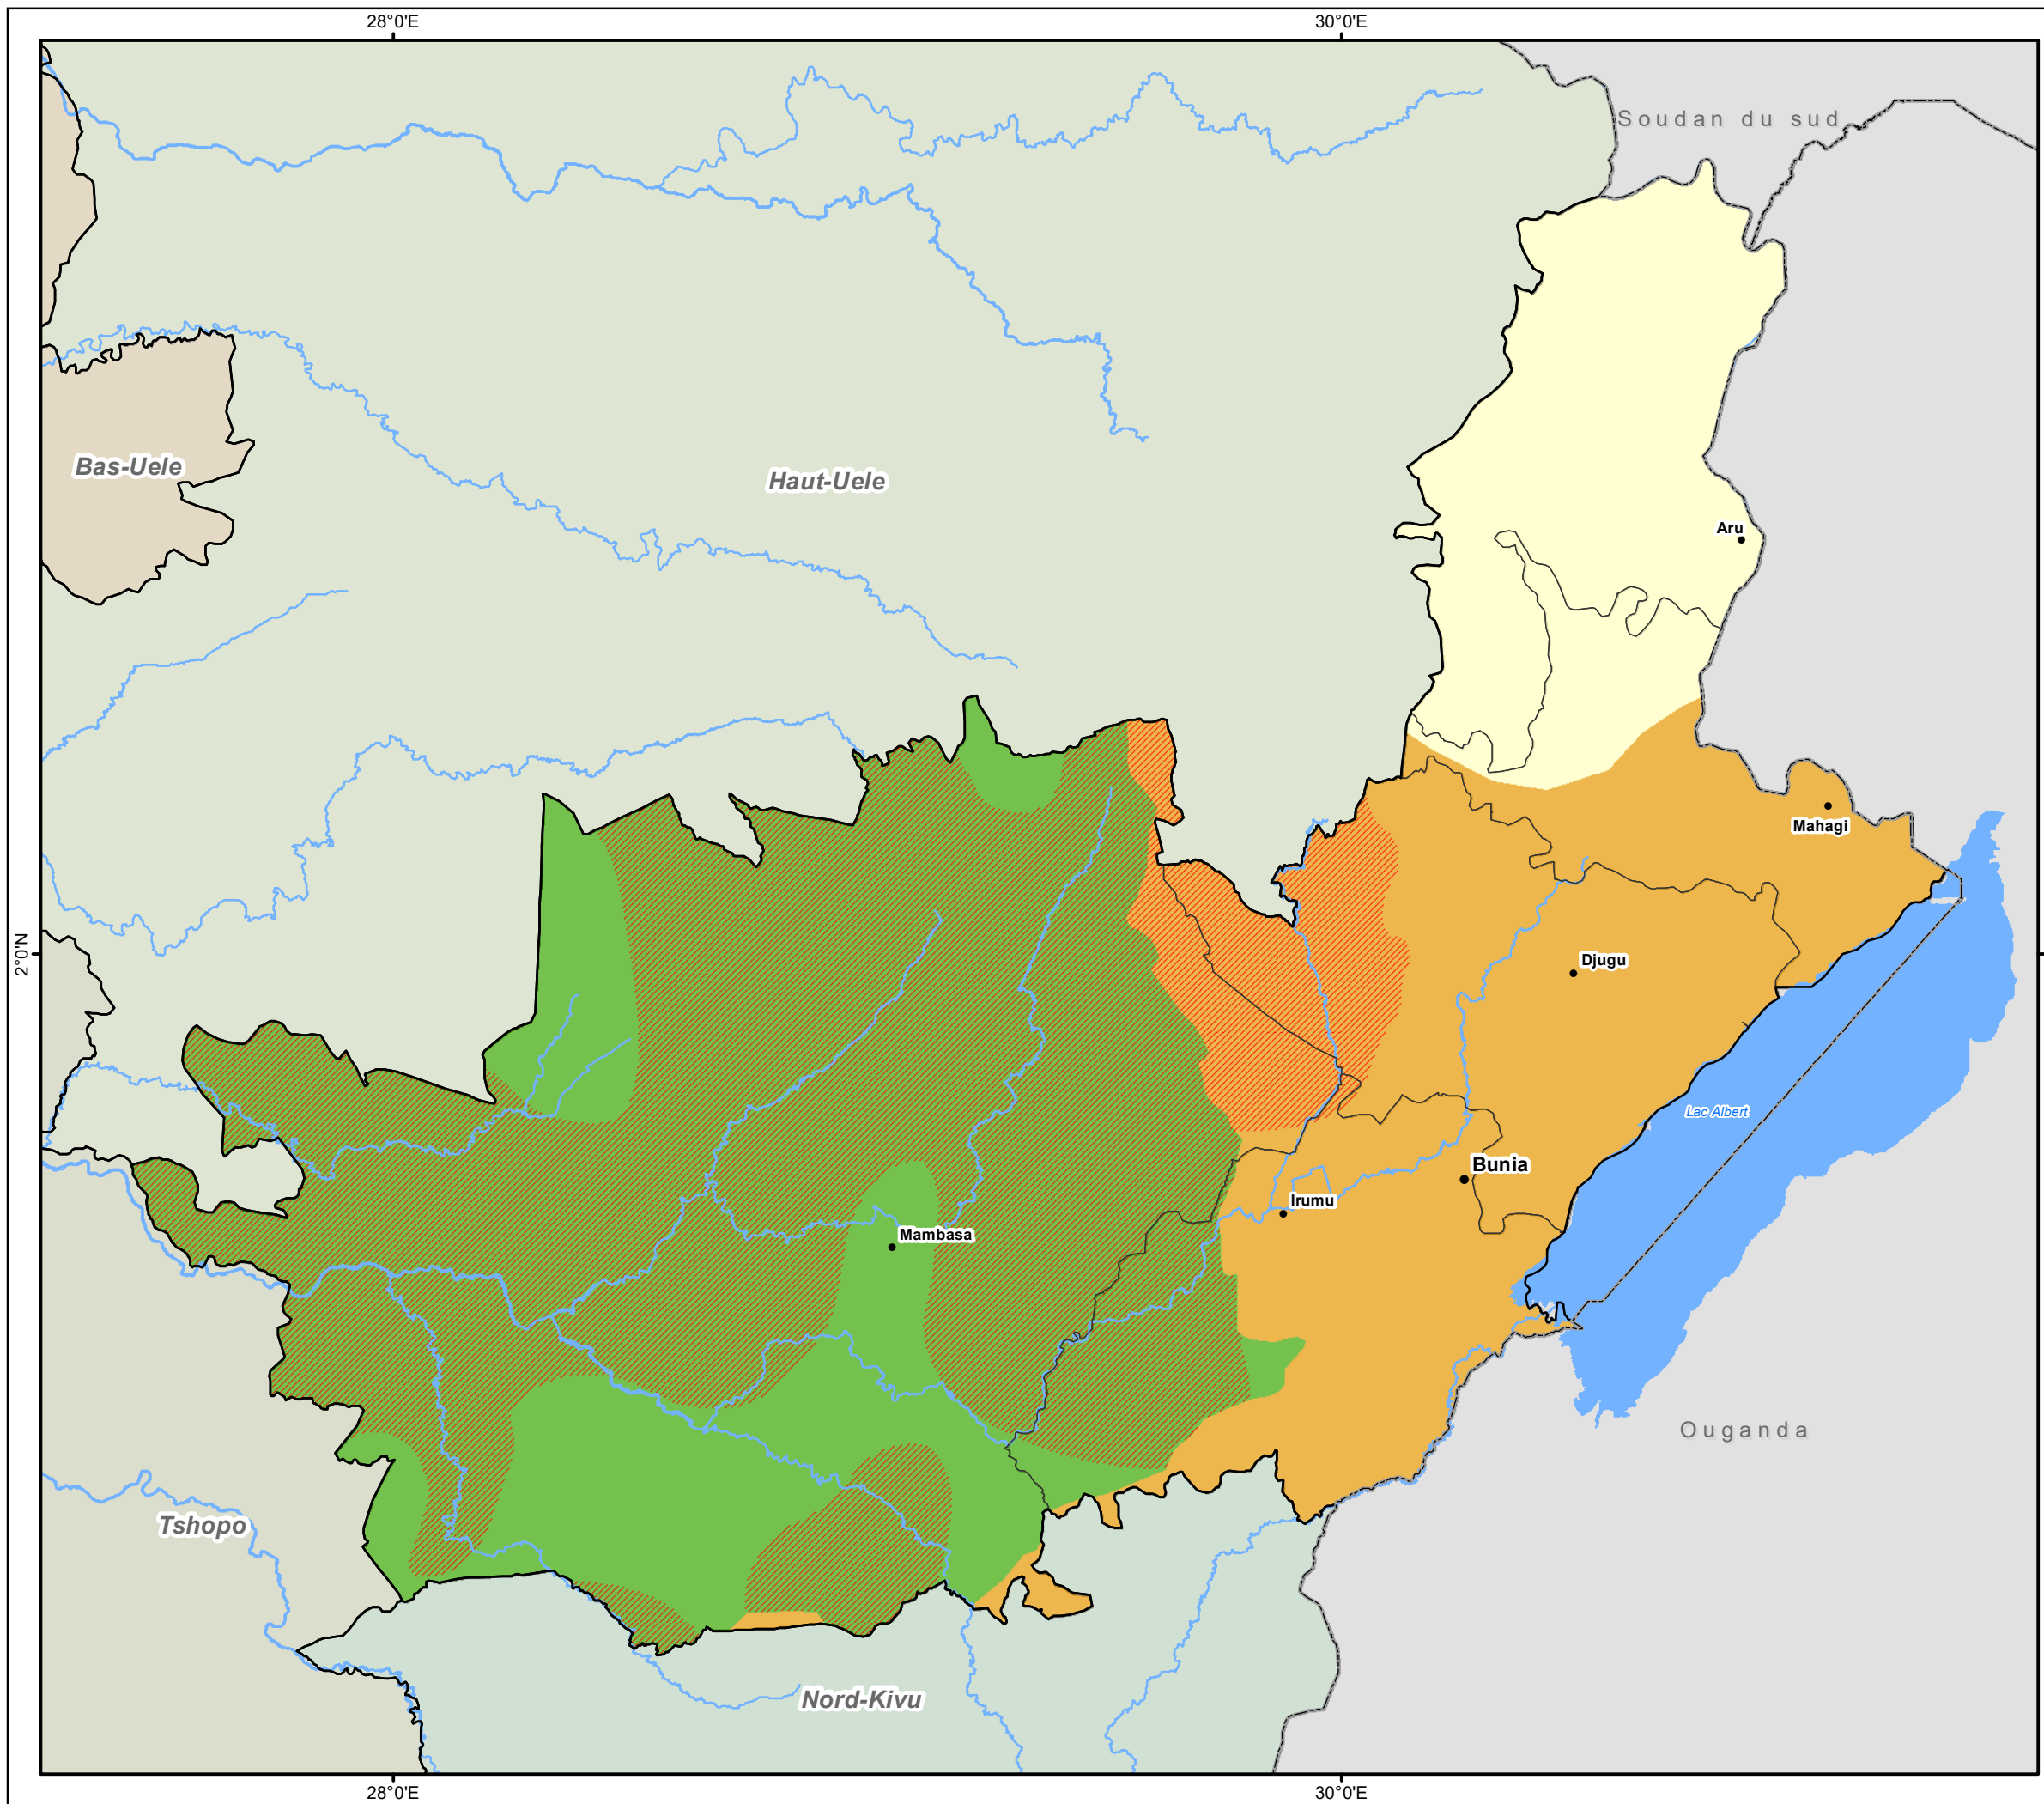 28°0'E
30°0'E
Soudan du sud
Bas-Uele
Haut-Uele
Aru
Mahagi
2°0'N
Djugu
Lac Albert
Bunia
Irumu
Mambasa
Ouganda
Tshopo
Nord-Kivu
28°0'E
30°0'E